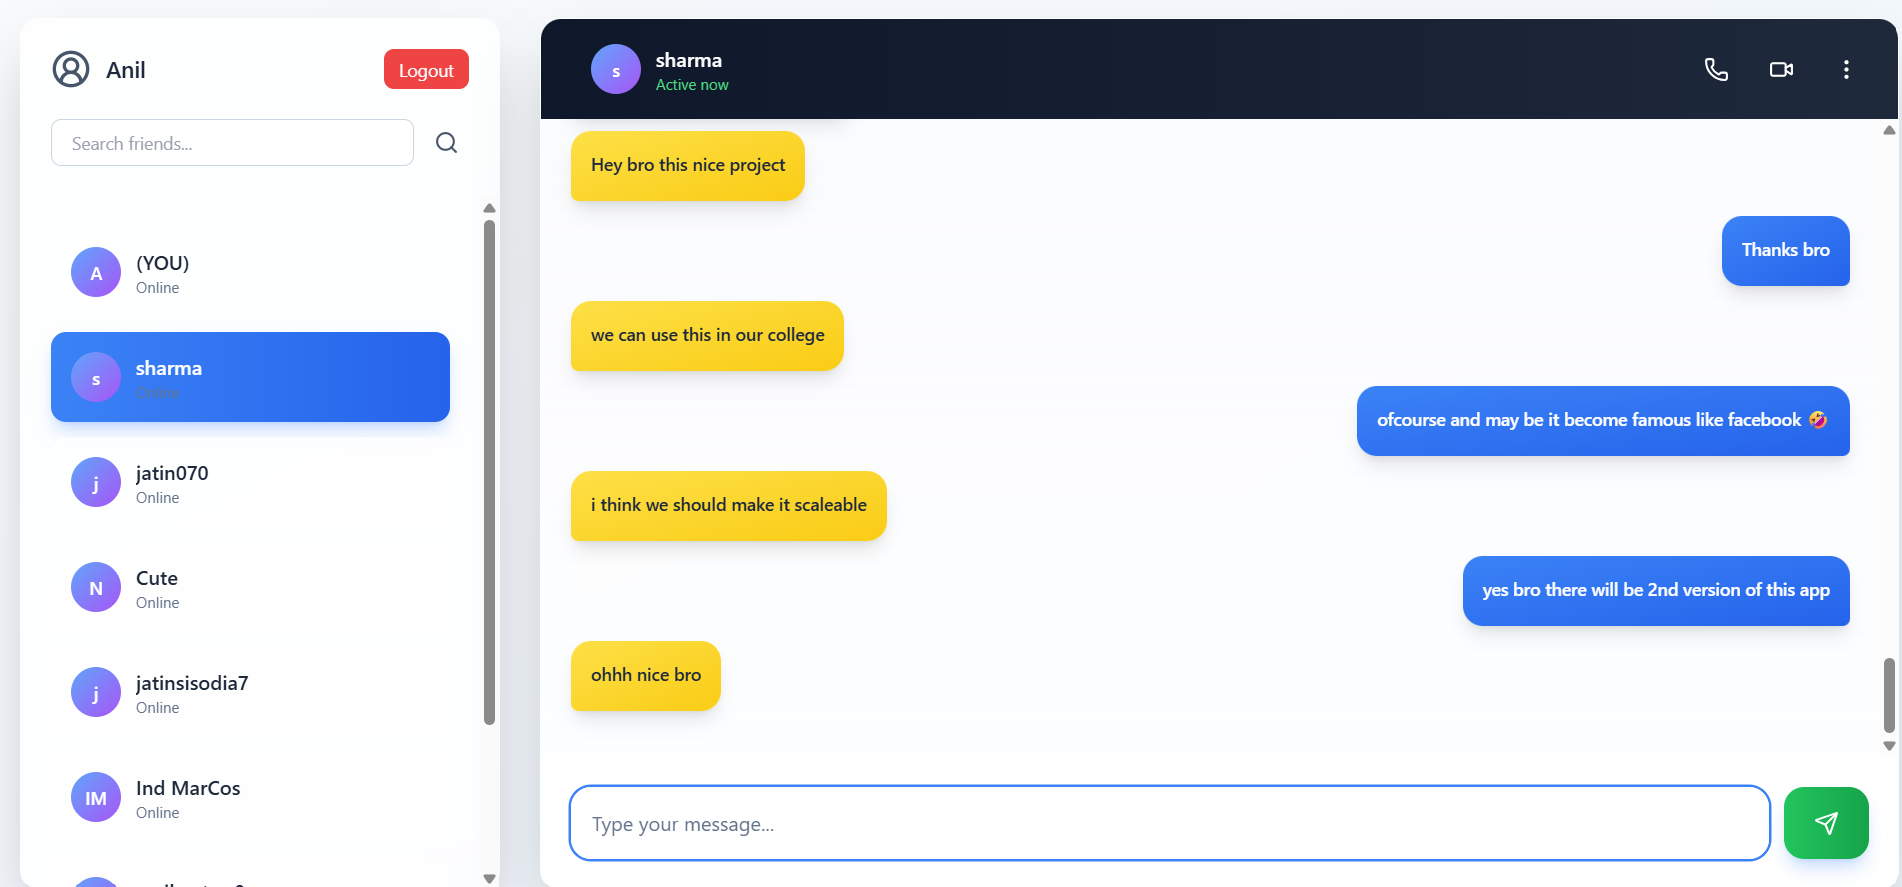 Anil
Logout
Search friends...
A
(YOU)
Online
s
sharma
Online
j
jatin070
Online
N
Cute
Online
j
jatinsisodia7
Online
IM
Ind MarCos
Online
s
sharma
Active now
Hey bro this nice project
Thanks bro
we can use this in our college
ofcourse and may be it become famous like facebook 🤣
i think we should make it scaleable
yes bro there will be 2nd version of this app
ohhh nice bro
Type your message...